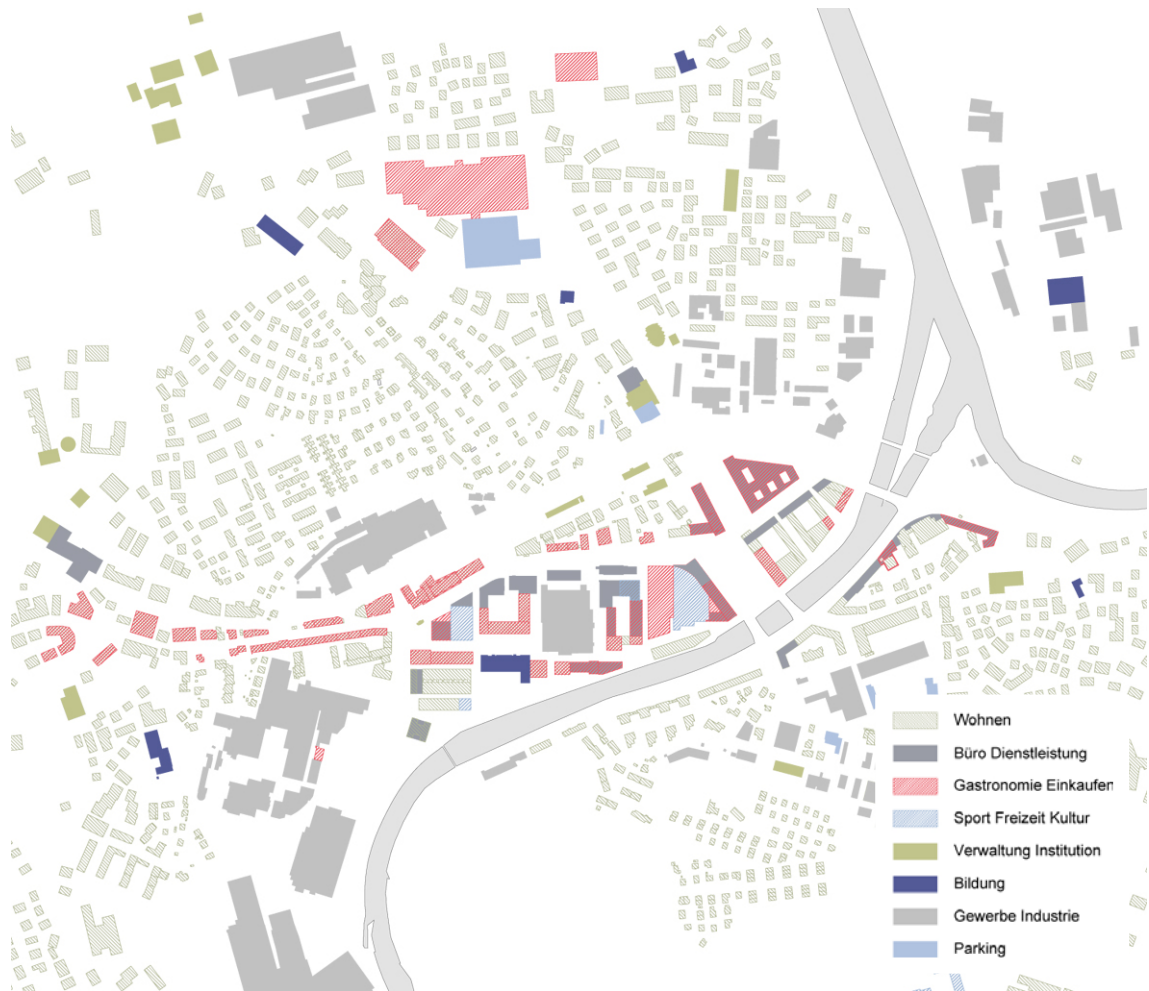 Wohnen
Büro Dienstleistung
Gastronomie Einkaufen
Sport Freizeit Kultur
Verwaltung Institution
Bildung
Gewerbe Industrie
Parking